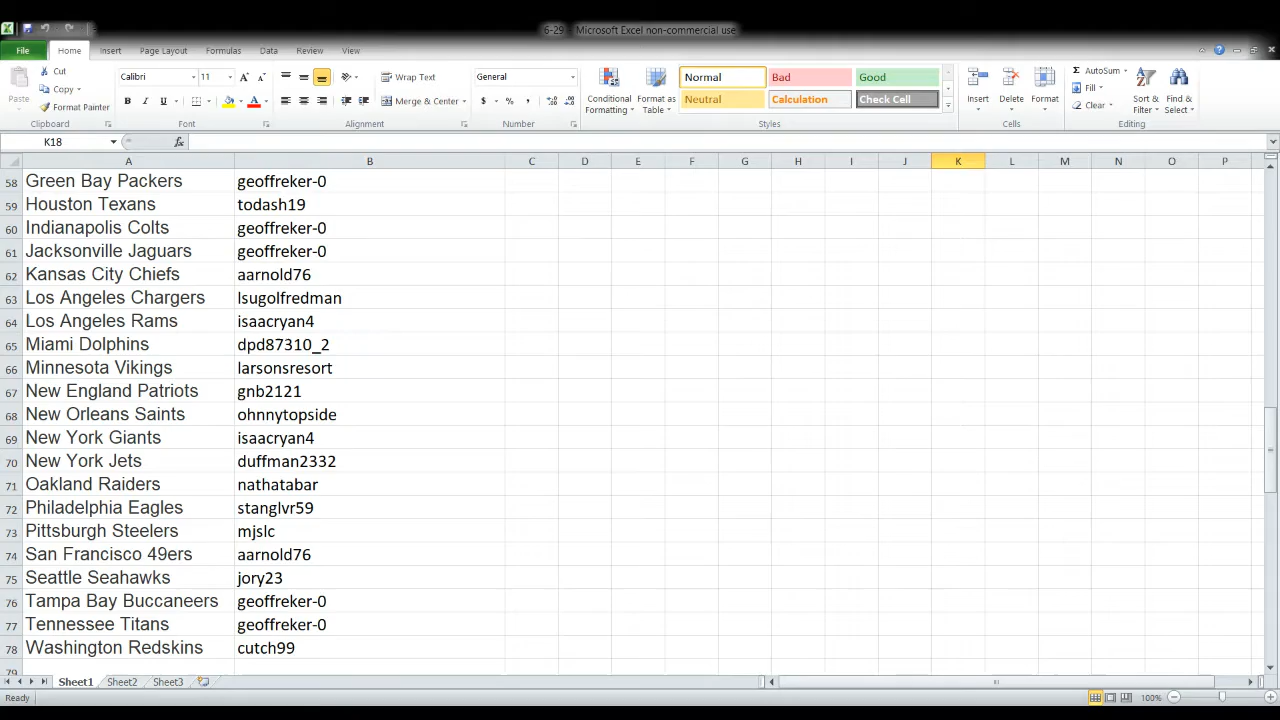 6-29 Microsoft Excel non-commercial use
File Home Insert Page Layout Formulas Data Review View
Cut
Copy
Format Painter
Paste
Clipboard
Calibri 11
Font
Wrap Text
Merge & Center
Alignment
General
Number
Conditional Formatting
Format as Table
Normal Bad Good
Neutral Calculation Check Cell
Styles
Insert Delete Format
Cells
AutoSum
Fill
Clear
Sort & Filter
Find & Select
Editing
K18 fx
A B C D E F G H I J K L M N O P
58 Green Bay Packers geoffreker-0
59 Houston Texans todash19
60 Indianapolis Colts geoffreker-0
61 Jacksonville Jaguars geoffreker-0
62 Kansas City Chiefs aarnold76
63 Los Angeles Chargers lsugolfredman
64 Los Angeles Rams isaacryan4
65 Miami Dolphins dpd87310_2
66 Minnesota Vikings larsonsresort
67 New England Patriots gnb2121
68 New Orleans Saints ohnnytopside
69 New York Giants isaacryan4
70 New York Jets duffman2332
71 Oakland Raiders nathatabar
72 Philadelphia Eagles stanglvr59
73 Pittsburgh Steelers mjslc
74 San Francisco 49ers aarnold76
75 Seattle Seahawks jory23
76 Tampa Bay Buccaneers geoffreker-0
77 Tennessee Titans geoffreker-0
78 Washington Redskins cutch99
79
Sheet1 Sheet2 Sheet3
Ready 100%